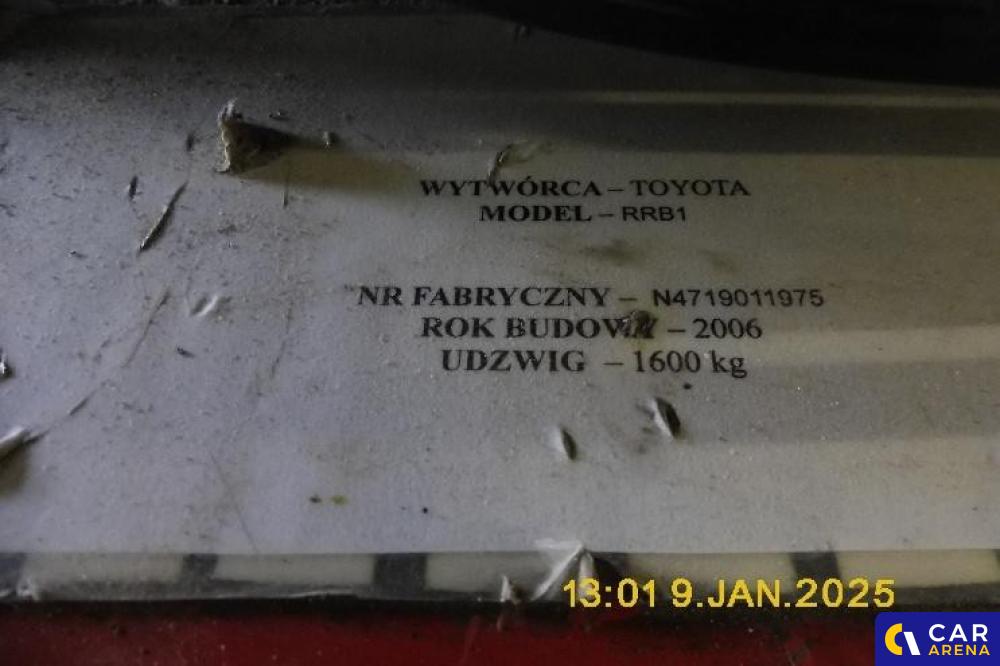 WYTWÓRCA – TOYOTA
MODEL – RRB1
NR FABRYCZNY – N4719011975
ROK BUDOWY – 2006
UDZWIG – 1600 kg
13:01 9.JAN.2025
CAR
ARENA